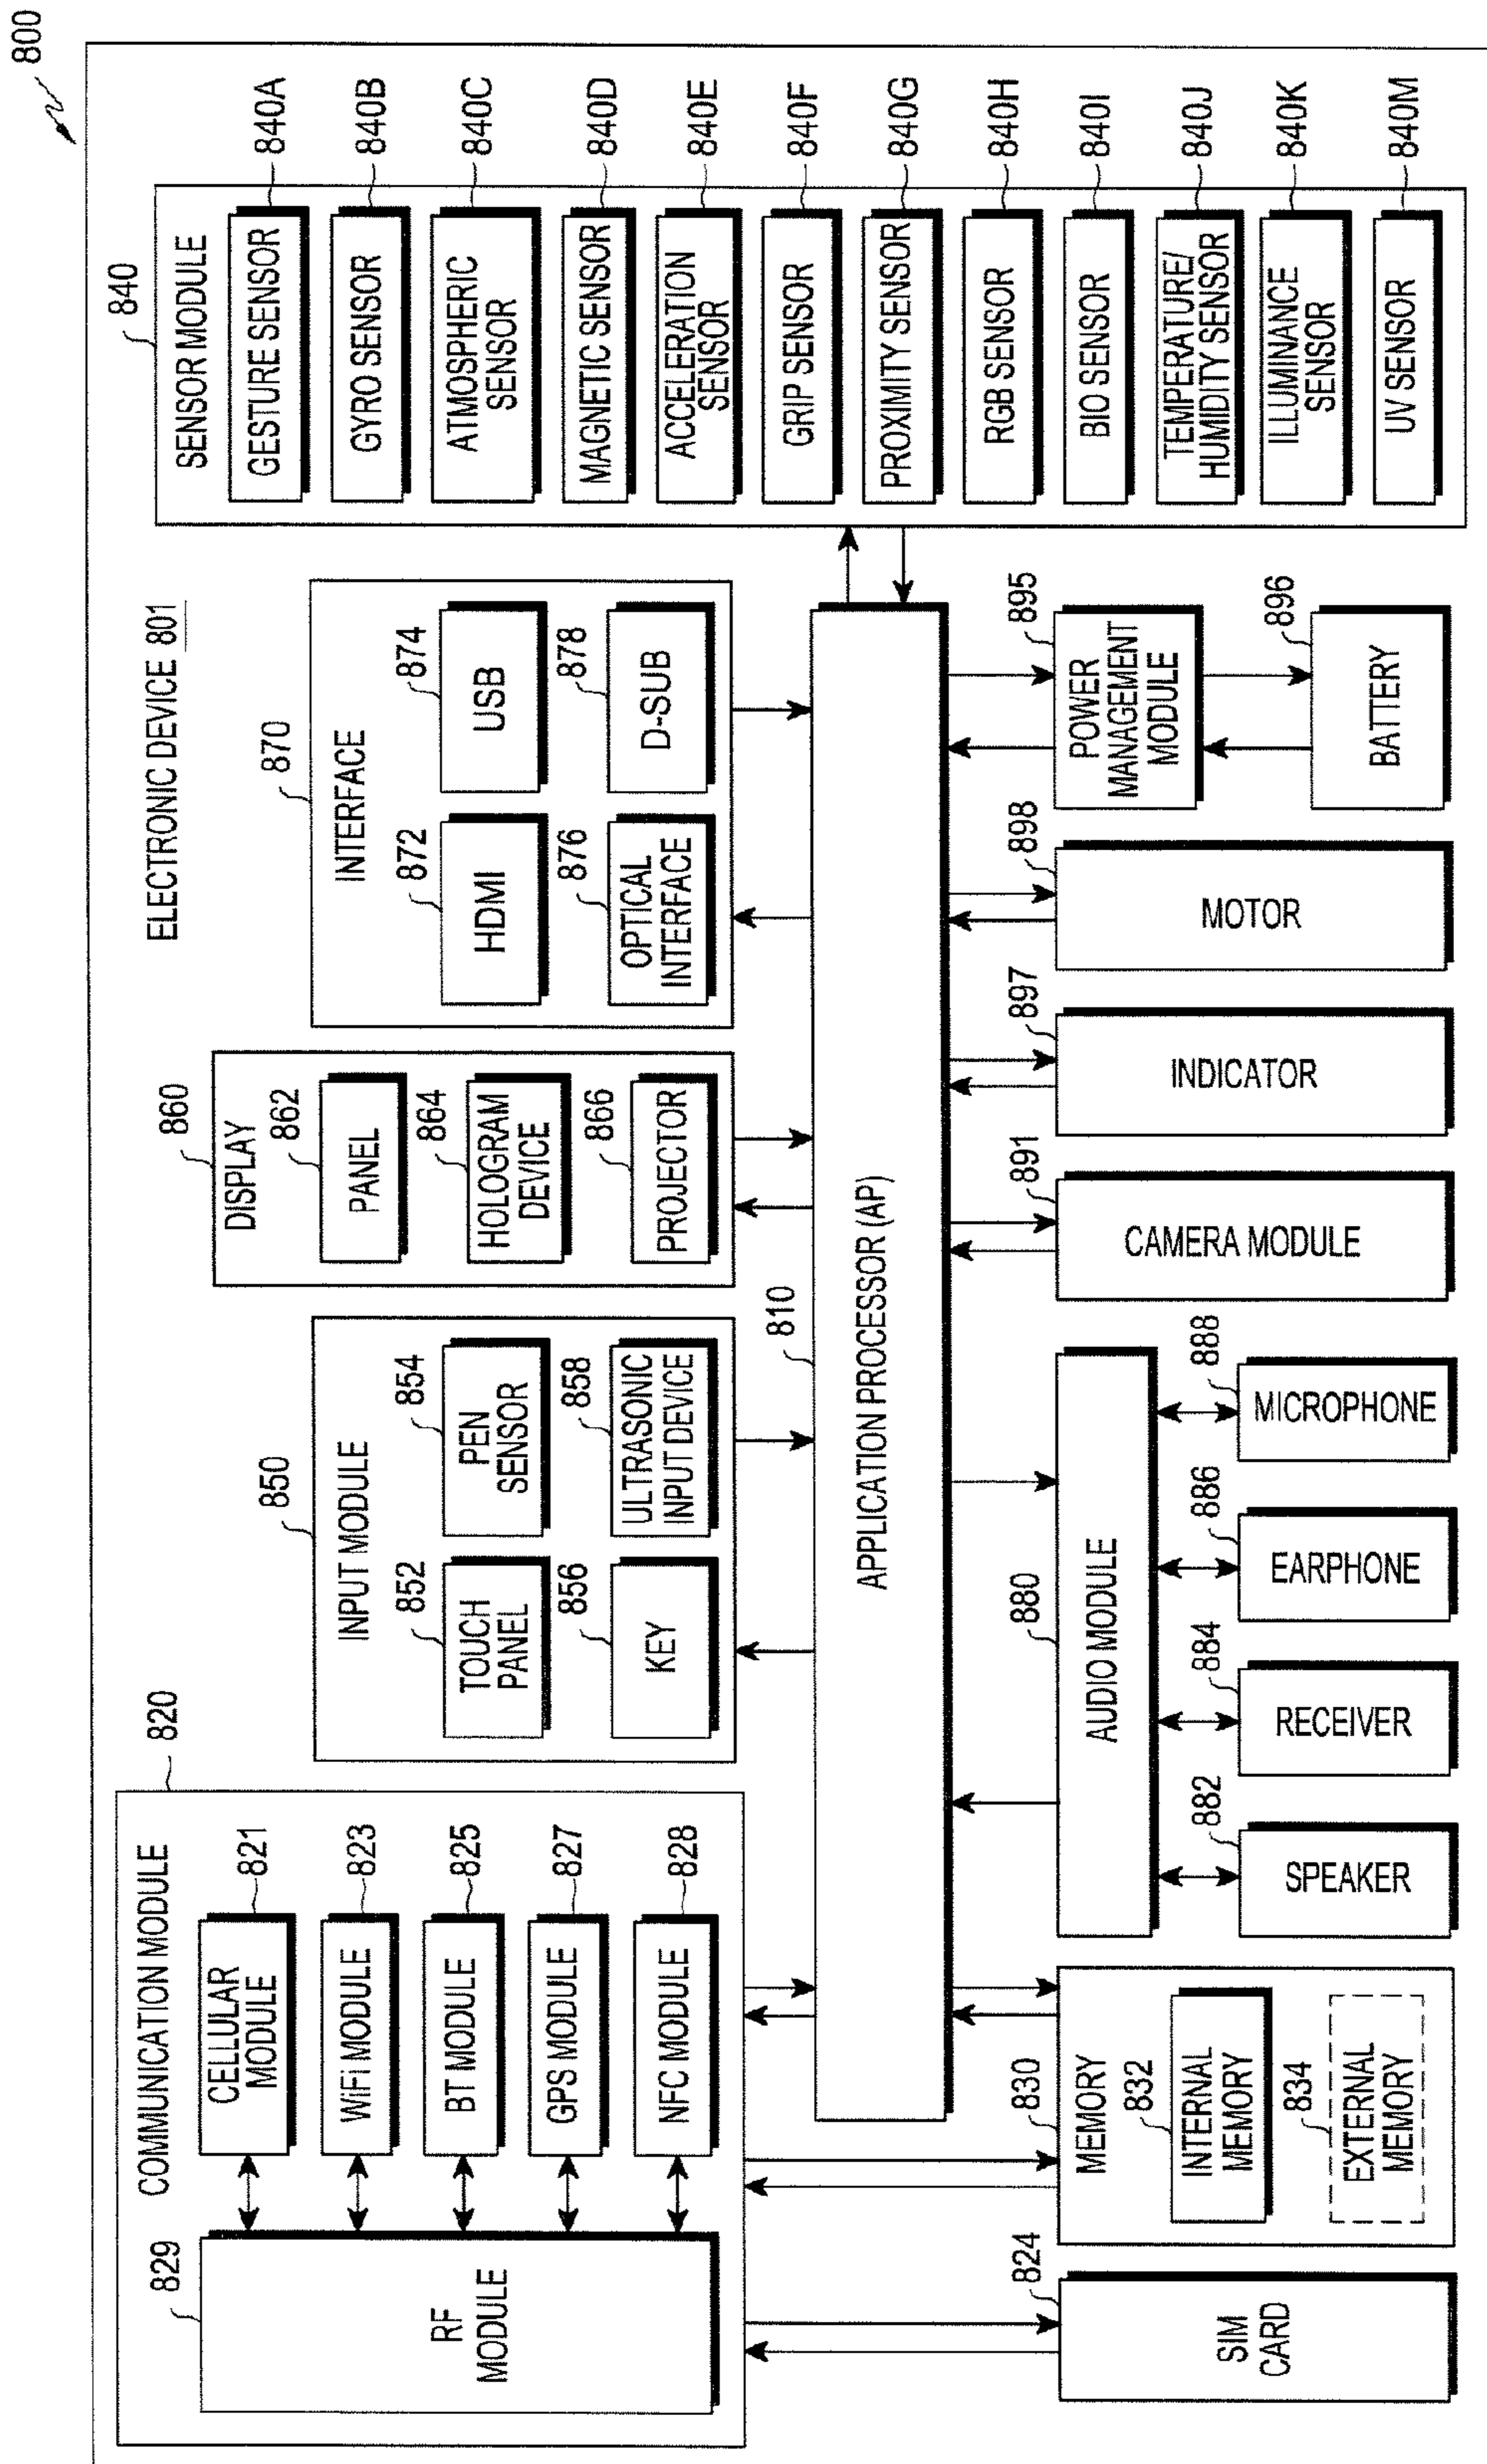 800
ELECTRONIC DEVICE 801
COMMUNICATION MODULE
820
829
RF
MODULE
CELLULAR
MODULE
821
WiFi MODULE
823
BT MODULE
825
GPS MODULE
827
NFC MODULE
828
850
INPUT MODULE
852
TOUCH
PANEL
854
PEN
SENSOR
856
KEY
858
ULTRASONIC
INPUT DEVICE
860
DISPLAY
862
PANEL
864
HOLOGRAM
DEVICE
866
PROJECTOR
870
INTERFACE
872
HDMI
874
USB
876
OPTICAL
INTERFACE
878
D-SUB
840
SENSOR MODULE
GESTURE SENSOR
840A
GYRO SENSOR
840B
ATMOSPHERIC
SENSOR
840C
MAGNETIC SENSOR
840D
ACCELERATION
SENSOR
840E
GRIP SENSOR
840F
PROXIMITY SENSOR
840G
RGB SENSOR
840H
BIO SENSOR
840I
TEMPERATURE/
HUMIDITY SENSOR
840J
ILLUMINANCE
SENSOR
840K
UV SENSOR
840M
810
APPLICATION PROCESSOR (AP)
824
SIM
CARD
830
MEMORY
832
INTERNAL
MEMORY
834
EXTERNAL
MEMORY
880
AUDIO MODULE
882
SPEAKER
884
RECEIVER
886
EARPHONE
888
MICROPHONE
891
CAMERA MODULE
897
INDICATOR
898
MOTOR
895
POWER
MANAGEMENT
MODULE
896
BATTERY